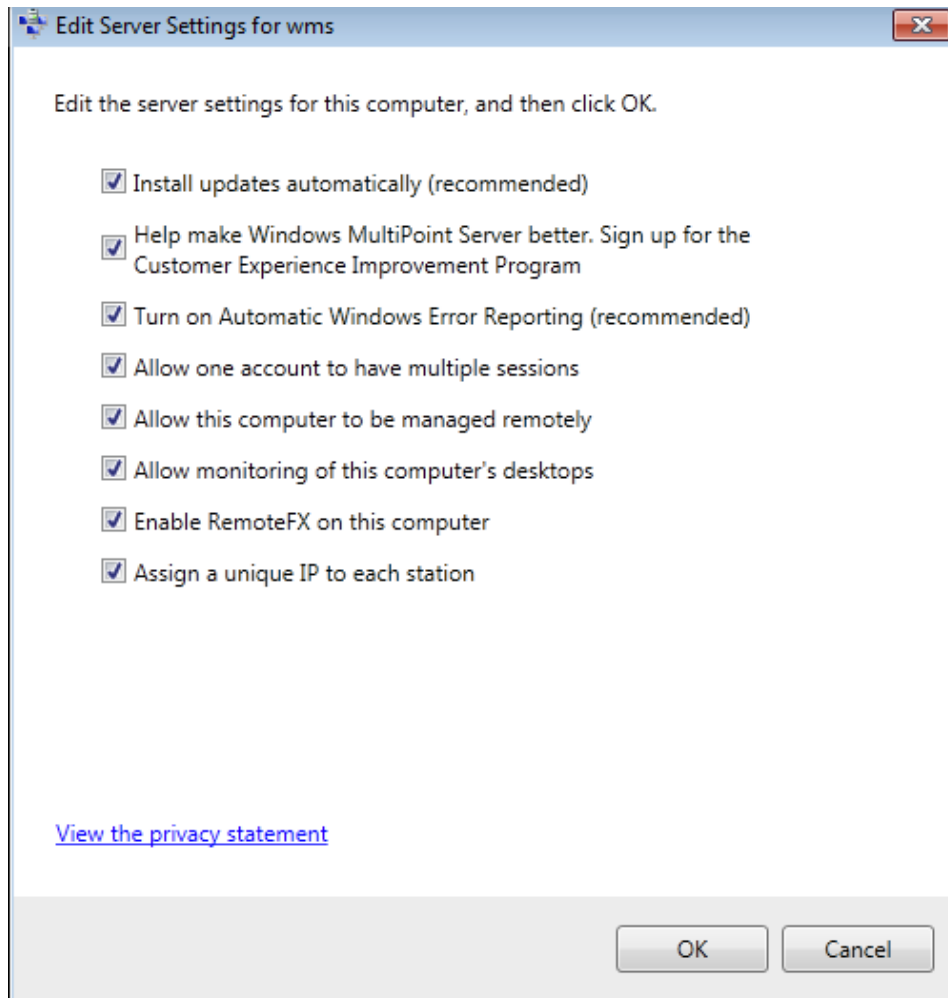 Edit Server Settings for wms
Edit the server settings for this computer, and then click OK.
Install updates automatically (recommended)
Help make Windows MultiPoint Server better. Sign up for the
Customer Experience Improvement Program
Turn on Automatic Windows Error Reporting (recommended)
Allow one account to have multiple sessions
Allow this computer to be managed remotely
Allow monitoring of this computer's desktops
Enable RemoteFX on this computer
Assign a unique IP to each station
View the privacy statement
OK
Cancel